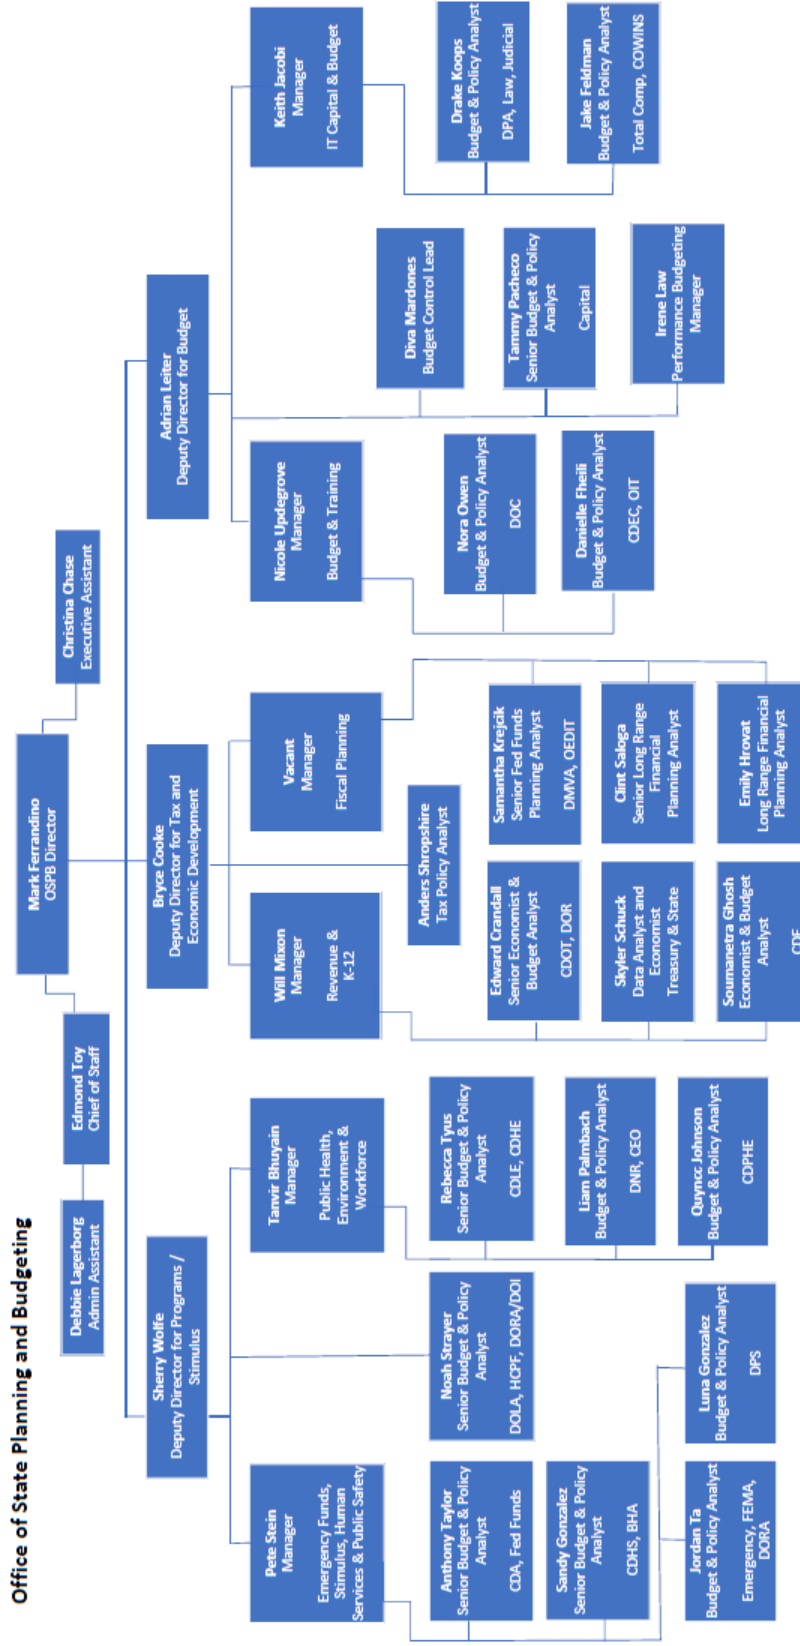 Office of State Planning and Budgeting
Mark Ferrandino
OSPB Director
Christina Chase
Executive Assistant
Edmond Toy
Chief of Staff
Debbie Lagerborg
Admin Assistant
Sherry Wolfe
Deputy Director for Programs /
Stimulus
Bryce Cooke
Deputy Director for Tax and
Economic Development
Adrian Leiter
Deputy Director for Budget
Pete Stein
Manager
Emergency Funds,
Stimulus, Human
Services & Public Safety
Tanvir Bhuyain
Manager
Public Health,
Environment &
Workforce
Will Mixon
Manager
Revenue &
K-12
Vacant
Manager
Fiscal Planning
Nicole Updegrove
Manager
Budget & Training
Keith Jacobi
Manager
IT Capital & Budget
Anthony Taylor
Senior Budget & Policy
Analyst
CDA, Fed Funds
Sandy Gonzalez
Senior Budget & Policy
Analyst
CDHS, BHA
Jordan Ta
Budget & Policy Analyst
Emergency, FEMA,
DORA
Luna Gonzalez
Budget & Policy Analyst
DPS
Noah Strayer
Senior Budget & Policy
Analyst
DOLA, HCPF, DORA/DOI
Rebecca Tyus
Senior Budget & Policy
Analyst
CDLE, CDHE
Liam Palmbach
Budget & Policy Analyst
DNR, CEO
Quyncc Johnson
Budget & Policy Analyst
CDPHE
Anders Shropshire
Tax Policy Analyst
Edward Crandall
Senior Economist &
Budget Analyst
CDOT, DOR
Skyler Schuck
Data Analyst and
Economist
Treasury & State
Soumanetra Ghosh
Economist & Budget
Analyst
CDE
Samantha Krejcik
Senior Fed Funds
Planning Analyst
DMVA, OEDIT
Clint Saloga
Senior Long Range
Financial
Planning Analyst
Emily Hrovat
Long Range Financial
Planning Analyst
Nora Owen
Budget & Policy Analyst
DOC
Danielle Fheili
Budget & Policy Analyst
CDEC, OIT
Diva Mardones
Budget Control Lead
Tammy Pacheco
Senior Budget & Policy
Analyst
Capital
Irene Law
Performance Budgeting
Manager
Drake Koops
Budget & Policy Analyst
DPA, Law, Judicial
Jake Feldman
Budget & Policy Analyst
Total Comp, COWINS